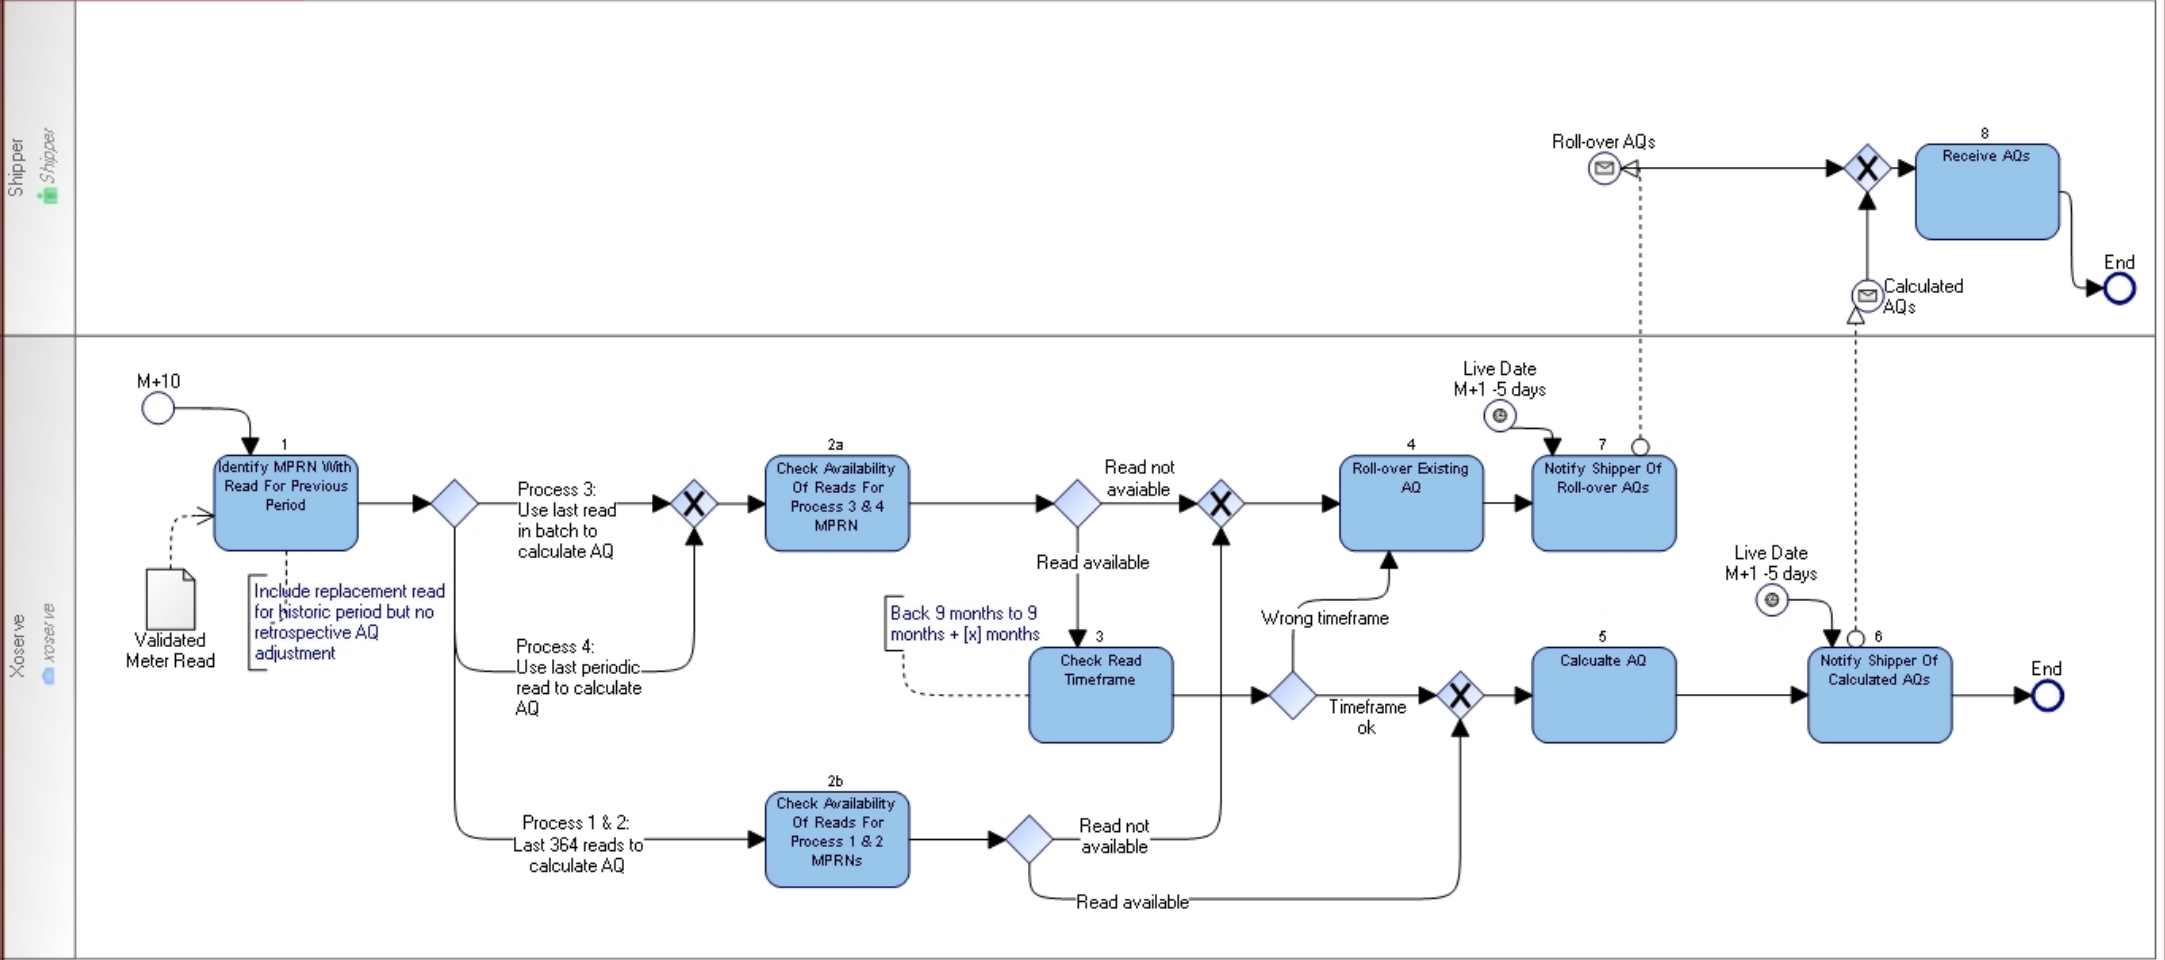 Shipper
Shipper
Roll-over AQs
8
Receive AQs
Calculated
AQs
End
Xoserve
xoserve
M+10
1
Identify MPRN With
Read For Previous
Period
Validated
Meter Read
Include replacement read
for historic period but no
retrospective AQ
adjustment
Process 3:
Use last read
in batch to
calculate AQ
Process 4:
Use last periodic
read to calculate
AQ
Process 1 & 2:
Last 364 reads to
calculate AQ
2a
Check Availability
Of Reads For
Process 3 & 4
MPRN
2b
Check Availability
Of Reads For
Process 1 & 2
MPRNs
Read not
avaiable
Read available
Back 9 months to 9
months + [x] months
3
Check Read
Timeframe
Read not
available
Read available
Wrong timeframe
Timeframe
ok
4
Roll-over Existing
AQ
Live Date
M+1 -5 days
7
Notify Shipper Of
Roll-over AQs
5
Calcualte AQ
Live Date
M+1 -5 days
6
Notify Shipper Of
Calculated AQs
End